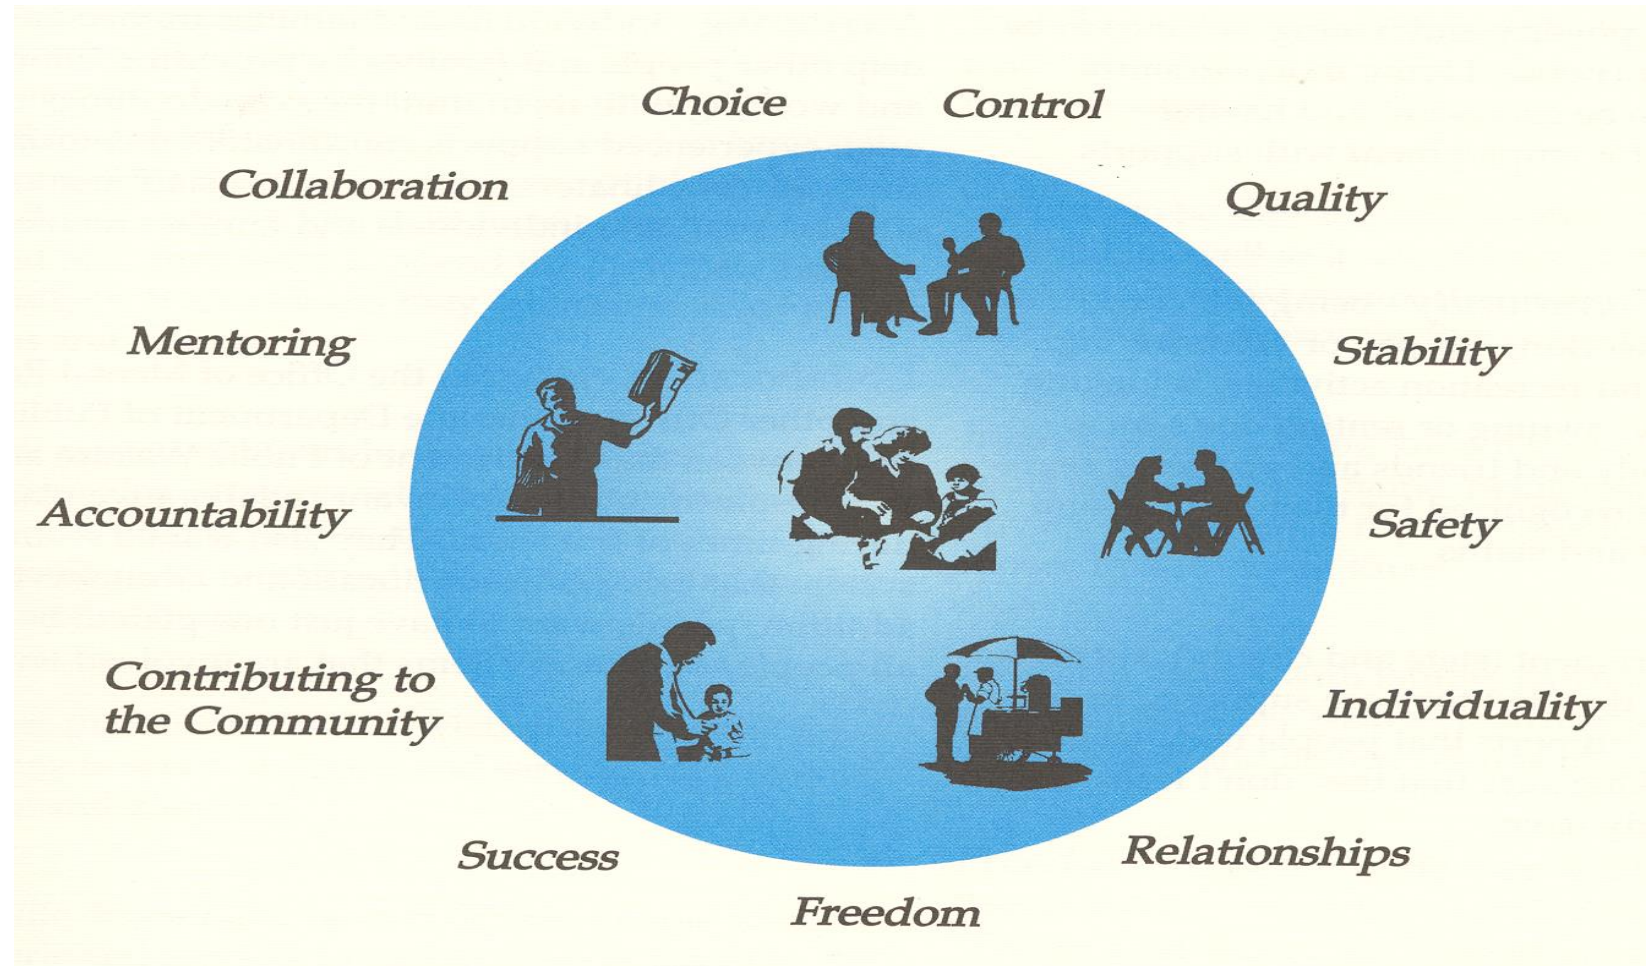 Choice
Control
Collaboration
Quality
Mentoring
Stability
Accountability
Safety
Contributing to
the Community
Individuality
Success
Relationships
Freedom